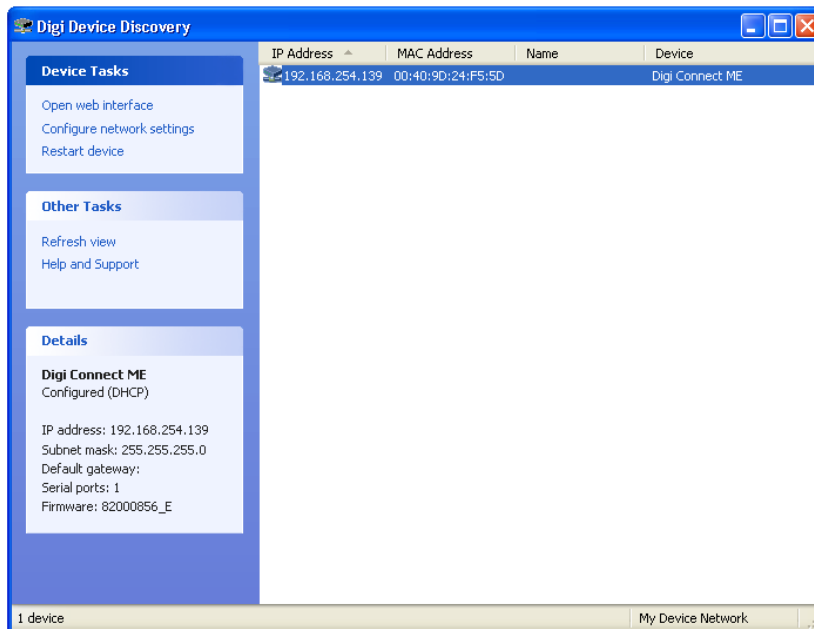 Digi Device Discovery
Device Tasks
Open web interface
Configure network settings
Restart device
Other Tasks
Refresh view
Help and Support
Details
Digi Connect ME
Configured (DHCP)
IP address: 192.168.254.139
Subnet mask: 255.255.255.0
Default gateway:
Serial ports: 1
Firmware: 82000856_E
IP Address MAC Address Name Device
192.168.254.139 00:40:9D:24:F5:5D Digi Connect ME
1 device My Device Network